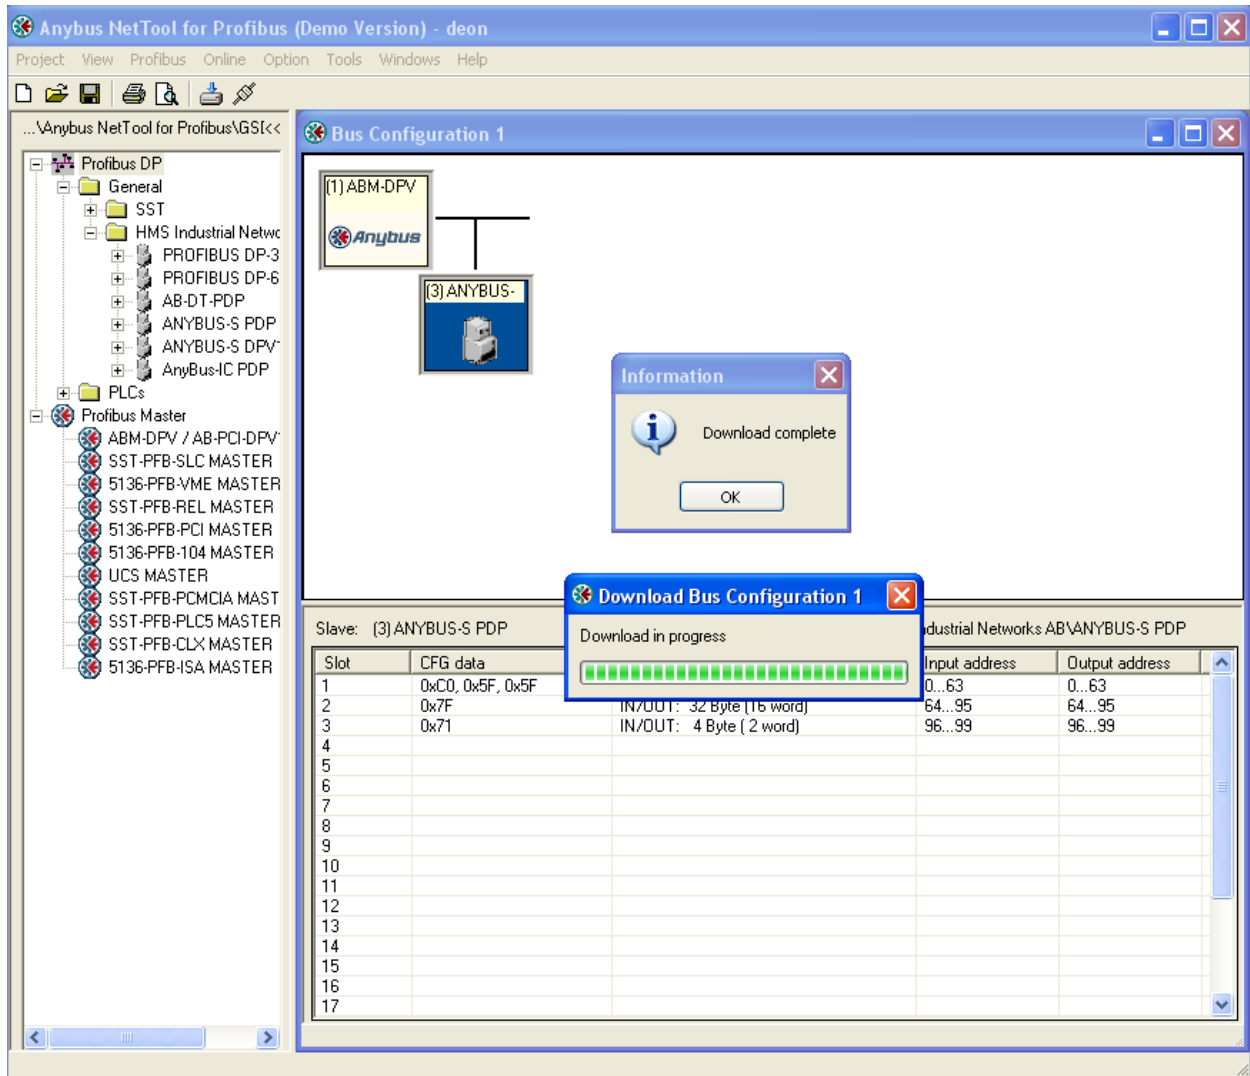 Anybus NetTool for Profibus (Demo Version) - deon
Project View Profibus Online Option Tools Windows Help
...\Anybus NetTool for Profibus\GS[<<
Profibus DP
General
SST
HMS Industrial Netwo
PROFIBUS DP-3
PROFIBUS DP-6
AB-DT-PDP
ANYBUS-S PDP
ANYBUS-S DPV
AnyBus-IC PDP
PLCs
Profibus Master
ABM-DPV / AB-PCI-DPV
SST-PFB-SLC MASTER
5136-PFB-VME MASTER
SST-PFB-REL MASTER
5136-PFB-PCI MASTER
5136-PFB-104 MASTER
UCS MASTER
SST-PFB-PCMCIA MAST
SST-PFB-PLC5 MASTER
SST-PFB-CLX MASTER
5136-PFB-ISA MASTER
Bus Configuration 1
(1) ABM-DPV
Anybus
(3) ANYBUS-
Information
Download complete
OK
Download Bus Configuration 1
Download in progress
Slave: (3) ANYBUS-S PDP dustrial Networks AB\ANYBUS-S PDP
Slot CFG data Input address Output address
1 0xC0, 0x5F, 0x5F 0...63 0...63
2 0x7F IN/OUT: 32 Byte (16 word) 64...95 64...95
3 0x71 IN/OUT: 4 Byte ( 2 word) 96...99 96...99
4
5
6
7
8
9
10
11
12
13
14
15
16
17